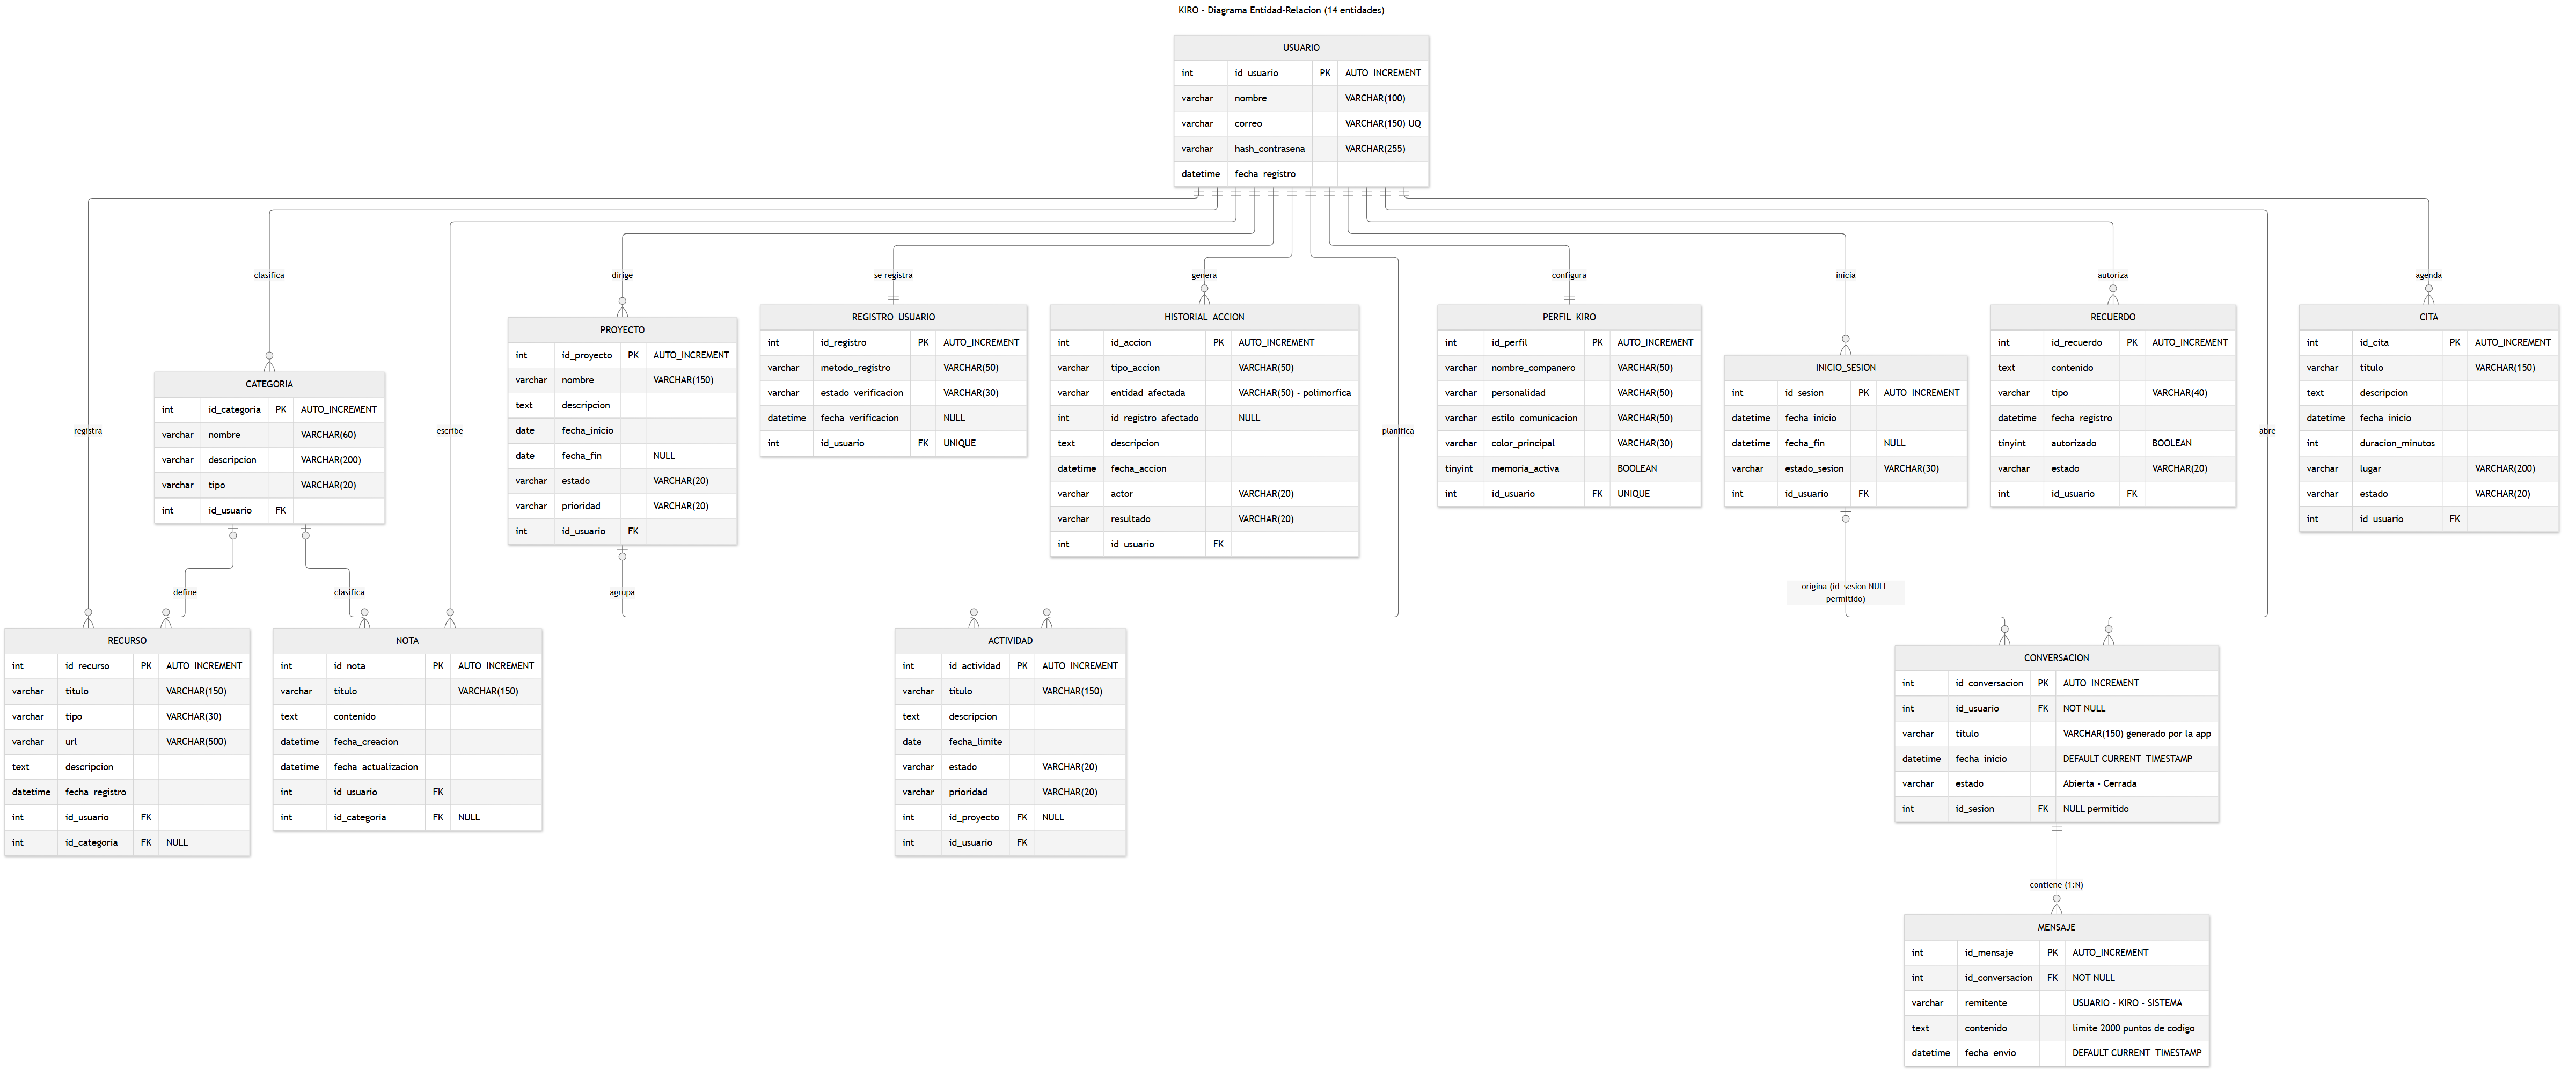 KIRO - Diagrama Entidad-Relacion (14 entidades)
USUARIO
int id_usuario PK AUTO_INCREMENT
varchar nombre VARCHAR(100)
varchar correo VARCHAR(150) UQ
varchar hash_contrasena VARCHAR(255)
datetime fecha_registro
clasifica
dirige
se registra
genera
configura
inicia
autoriza
agenda
registra
escribe
planifica
abre
CATEGORIA
int id_categoria PK AUTO_INCREMENT
varchar nombre VARCHAR(60)
varchar descripcion VARCHAR(200)
varchar tipo VARCHAR(20)
int id_usuario FK
PROYECTO
int id_proyecto PK AUTO_INCREMENT
varchar nombre VARCHAR(150)
text descripcion
date fecha_inicio
date fecha_fin NULL
varchar estado VARCHAR(20)
varchar prioridad VARCHAR(20)
int id_usuario FK
REGISTRO_USUARIO
int id_registro PK AUTO_INCREMENT
varchar metodo_registro VARCHAR(50)
varchar estado_verificacion VARCHAR(30)
datetime fecha_verificacion NULL
int id_usuario FK UNIQUE
HISTORIAL_ACCION
int id_accion PK AUTO_INCREMENT
varchar tipo_accion VARCHAR(50)
varchar entidad_afectada VARCHAR(50) - polimorfica
int id_registro_afectado NULL
text descripcion
datetime fecha_accion
varchar actor VARCHAR(20)
varchar resultado VARCHAR(20)
int id_usuario FK
PERFIL_KIRO
int id_perfil PK AUTO_INCREMENT
varchar nombre_companero VARCHAR(50)
varchar personalidad VARCHAR(50)
varchar estilo_comunicacion VARCHAR(50)
varchar color_principal VARCHAR(30)
tinyint memoria_activa BOOLEAN
int id_usuario FK UNIQUE
INICIO_SESION
int id_sesion PK AUTO_INCREMENT
datetime fecha_inicio
datetime fecha_fin NULL
varchar estado_sesion VARCHAR(30)
int id_usuario FK
RECUERDO
int id_recuerdo PK AUTO_INCREMENT
text contenido
varchar tipo VARCHAR(40)
datetime fecha_registro
tinyint autorizado BOOLEAN
varchar estado VARCHAR(20)
int id_usuario FK
CITA
int id_cita PK AUTO_INCREMENT
varchar titulo VARCHAR(150)
text descripcion
datetime fecha_inicio
int duracion_minutos
varchar lugar VARCHAR(200)
varchar estado VARCHAR(20)
int id_usuario FK
define
clasifica
agrupa
origina (id_sesion NULL
permitido)
RECURSO
int id_recurso PK AUTO_INCREMENT
varchar titulo VARCHAR(150)
varchar tipo VARCHAR(30)
varchar url VARCHAR(500)
text descripcion
datetime fecha_registro
int id_usuario FK
int id_categoria FK NULL
NOTA
int id_nota PK AUTO_INCREMENT
varchar titulo VARCHAR(150)
text contenido
datetime fecha_creacion
datetime fecha_actualizacion
int id_usuario FK
int id_categoria FK NULL
ACTIVIDAD
int id_actividad PK AUTO_INCREMENT
varchar titulo VARCHAR(150)
text descripcion
date fecha_limite
varchar estado VARCHAR(20)
varchar prioridad VARCHAR(20)
int id_proyecto FK NULL
int id_usuario FK
CONVERSACION
int id_conversacion PK AUTO_INCREMENT
int id_usuario FK NOT NULL
varchar titulo VARCHAR(150) generado por la app
datetime fecha_inicio DEFAULT CURRENT_TIMESTAMP
varchar estado Abierta - Cerrada
int id_sesion FK NULL permitido
contiene (1:N)
MENSAJE
int id_mensaje PK AUTO_INCREMENT
int id_conversacion FK NOT NULL
varchar remitente USUARIO - KIRO - SISTEMA
text contenido limite 2000 puntos de codigo
datetime fecha_envio DEFAULT CURRENT_TIMESTAMP